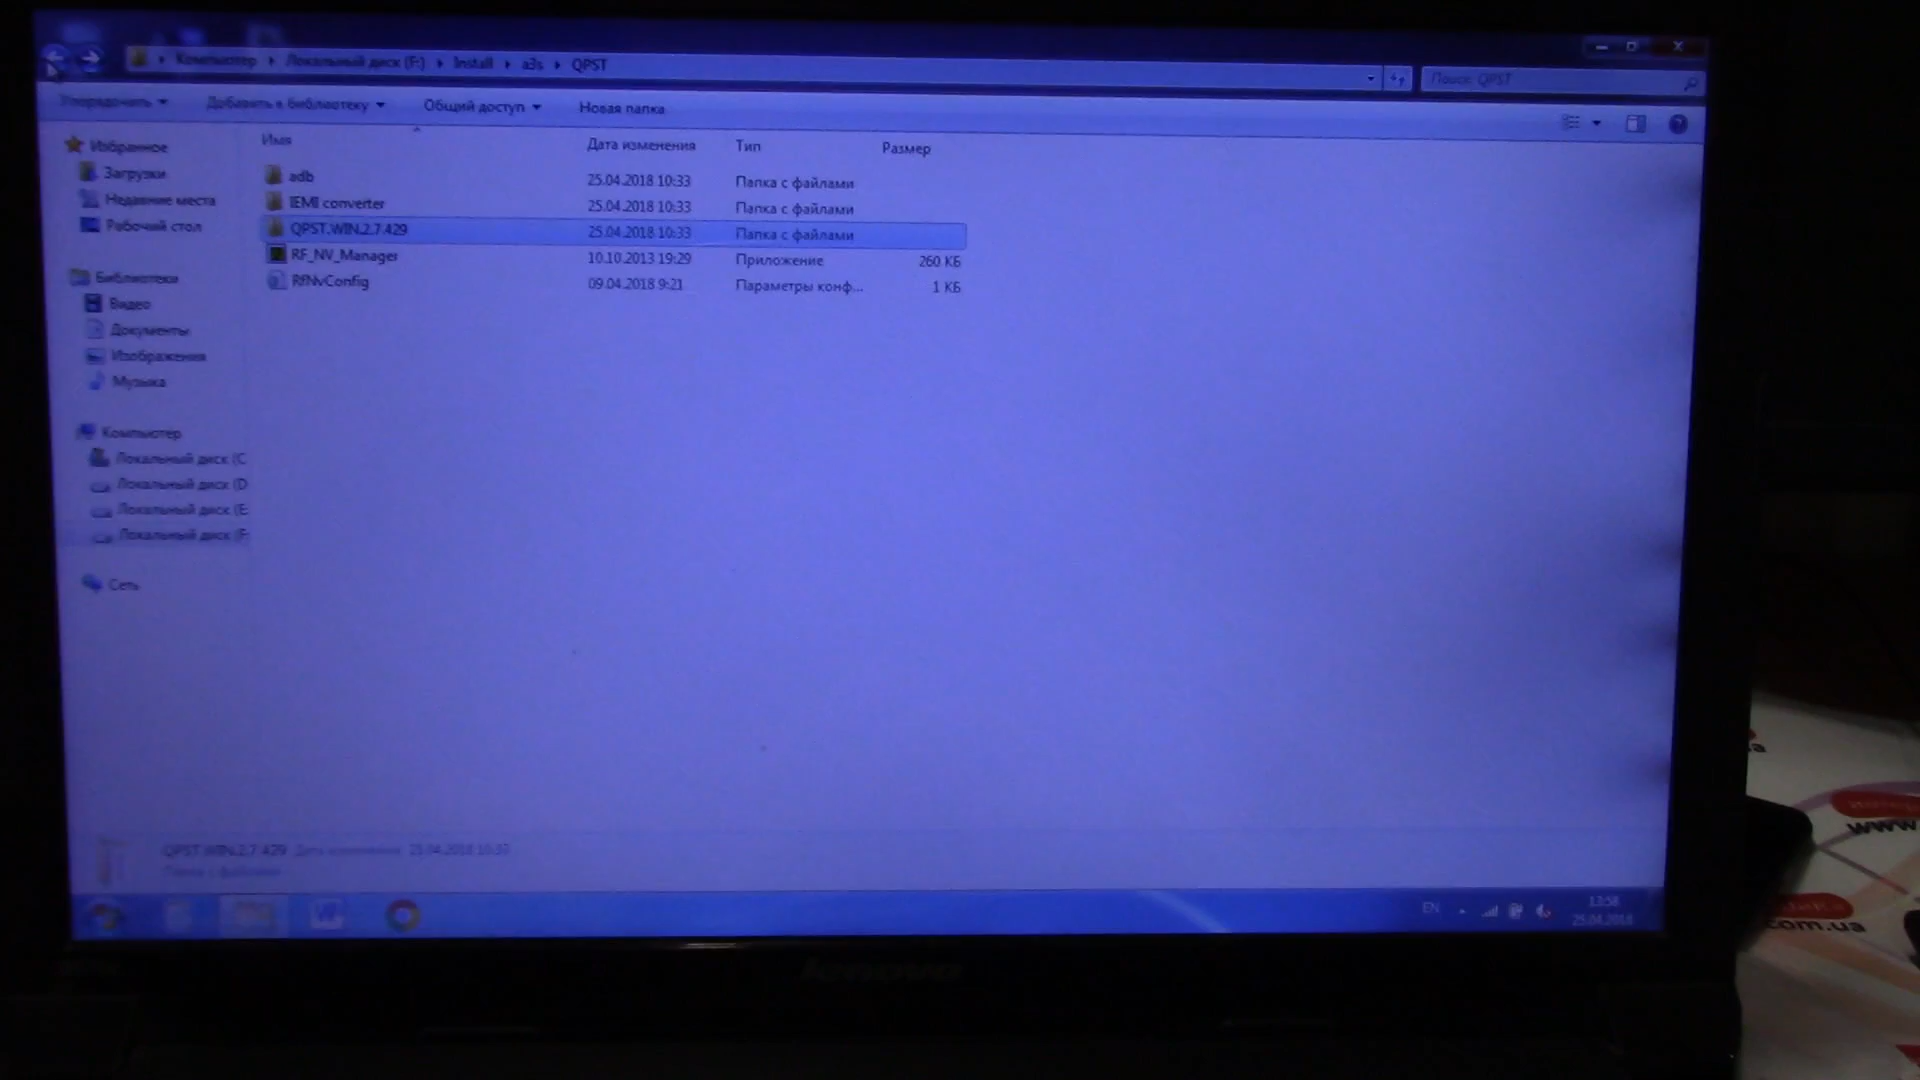 Компьютер ▸ Локальный диск (F:) ▸ Install ▸ a3s ▸ QPST
Поиск: QPST
Упорядочить Добавить в библиотеку Общий доступ Новая папка
Имя Дата изменения Тип Размер
adb 25.04.2018 10:33 Папка с файлами
IEMI converter 25.04.2018 10:33 Папка с файлами
QPST.WIN.2.7.429 25.04.2018 10:33 Папка с файлами
RF_NV_Manager 10.10.2013 19:29 Приложение 260 КБ
RfNvConfig 09.04.2018 9:21 Параметры конф... 1 КБ
Избранное
Загрузки
Недавние места
Рабочий стол
Библиотеки
Видео
Документы
Изображения
Музыка
Компьютер
Локальный диск (C
Локальный диск (D
Локальный диск (E
Локальный диск (F
Сеть
QPST.WIN.2.7.429 Дата изменения: 25.04.2018 10:33
Папка с файлами
EN
13:58
25.04.2018
lenovo
www
com.ua